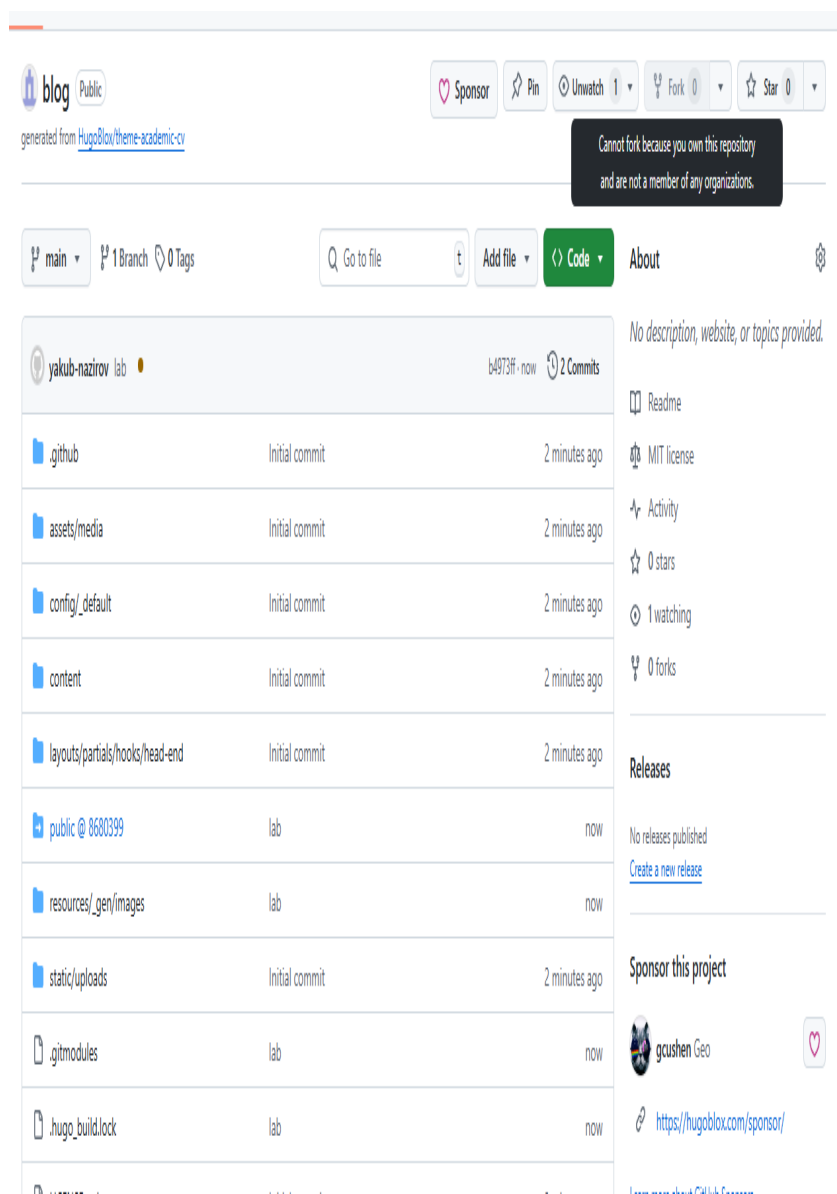 blog Public
Sponsor Pin Unwatch 1 Fork 0 Star 0
generated from HugoBlox/theme-academic-cv
Cannot fork because you own this repository
and are not a member of any organizations.
main 1 Branch 0 Tags Go to file t Add file <> Code
About
No description, website, or topics provided.
yakub-nazirov lab b4973ff · now 2 Commits
Readme
.github Initial commit 2 minutes ago
MIT license
Activity
assets/media Initial commit 2 minutes ago
0 stars
config/_default Initial commit 2 minutes ago
1 watching
0 forks
content Initial commit 2 minutes ago
layouts/partials/hooks/head-end Initial commit 2 minutes ago
Releases
public @ 8680399 lab now
No releases published
Create a new release
resources/_gen/images lab now
static/uploads Initial commit 2 minutes ago
Sponsor this project
.gitmodules lab now
gcushen Geo
.hugo_build.lock lab now
https://hugoblox.com/sponsor/